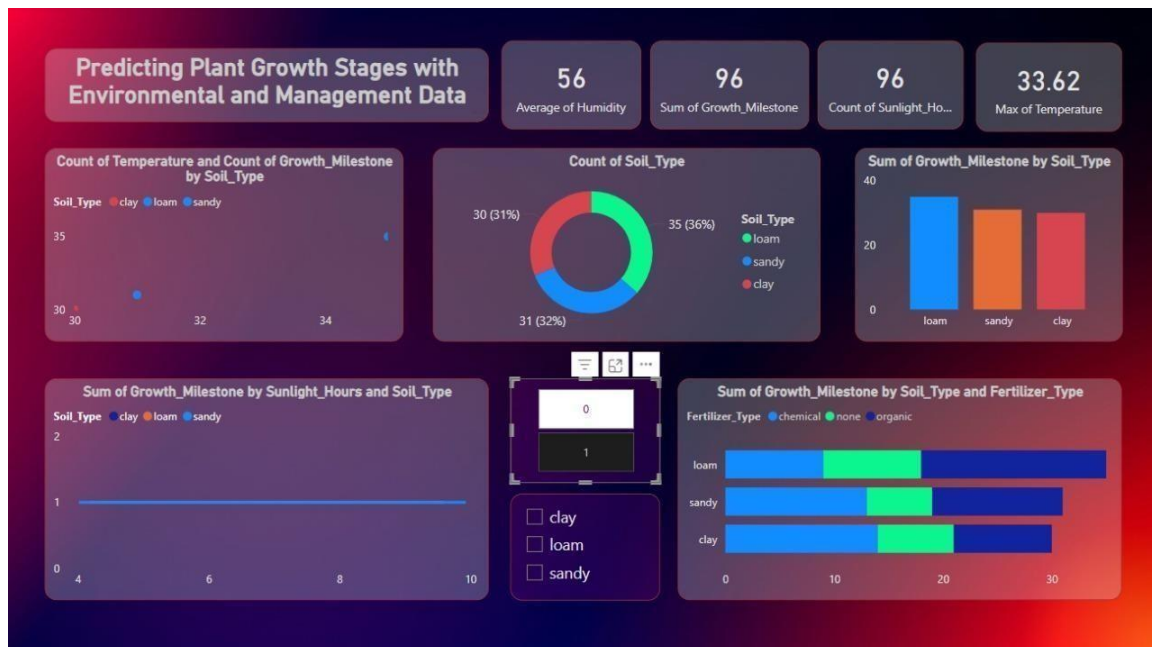 Predicting Plant Growth Stages with
Environmental and Management Data
56
Average of Humidity
96
Sum of Growth_Milestone
96
Count of Sunlight_Ho...
33.62
Max of Temperature
Count of Temperature and Count of Growth_Milestone
by Soil_Type
Soil_Type clay loam sandy
35
30
30 32 34
Count of Soil_Type
30 (31%)
35 (36%)
31 (32%)
Soil_Type
loam
sandy
clay
Sum of Growth_Milestone by Soil_Type
40
20
0
loam sandy clay
Sum of Growth_Milestone by Sunlight_Hours and Soil_Type
Soil_Type clay loam sandy
2
1
0
4 6 8 10
0
1
clay
loam
sandy
Sum of Growth_Milestone by Soil_Type and Fertilizer_Type
Fertilizer_Type chemical none organic
loam
sandy
clay
0 10 20 30